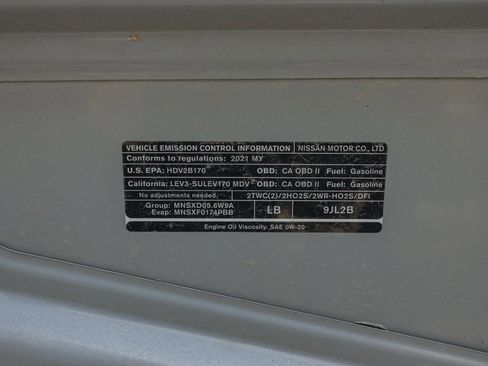 VEHICLE EMISSION CONTROL INFORMATION NISSAN MOTOR CO., LTD
Conforms to regulations: 2021 MY
U.S. EPA: HDV2B170 OBD: CA OBD II Fuel: Gasoline
California: LEV3-SULEV170 MDV OBD: CA OBD II Fuel: Gasoline
No adjustments needed. 2TWC(2)/2HO2S/2WR-HO2S/DFI
Group: MNSXD05.6W9A LB 9JL2B
Evap: MNSXF0174PBB
Engine Oil Viscosity: SAE 0W-20